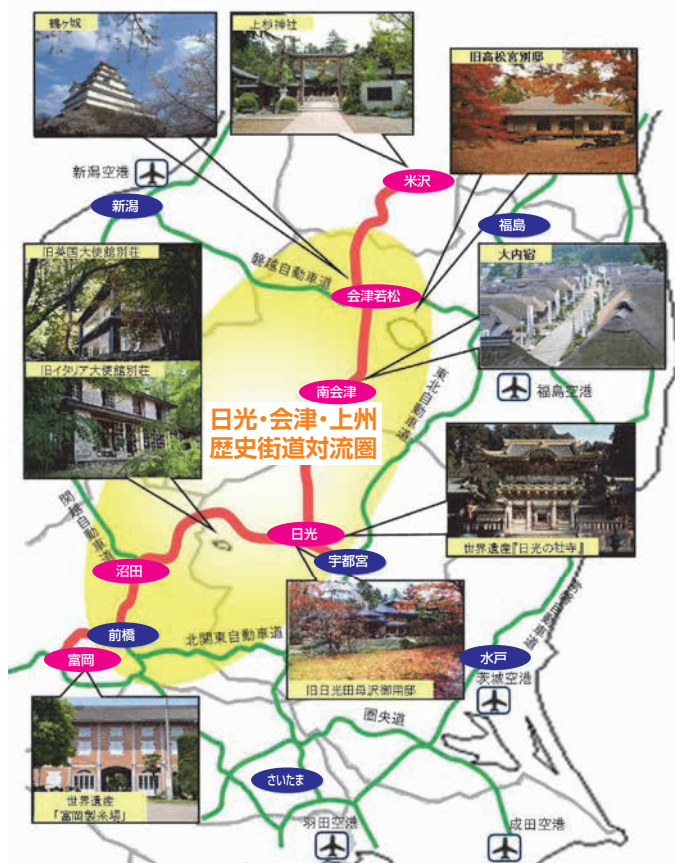 鶴ヶ城
上杉神社
旧高松宮別邸
新潟空港
米沢
新潟
福島
旧英国大使館別荘
磐越自動車道
大内宿
会津若松
旧イタリア大使館別荘
南会津
福島空港
東北自動車道
日光・会津・上州
歴史街道対流圏
関越自動車道
日光
世界遺産『日光の社寺』
沼田
宇都宮
常磐自動車道
前橋
北関東自動車道
富岡
水戸
旧日光田母沢御用邸
茨城空港
圏央道
さいたま
世界遺産
「富岡製糸場」
羽田空港
成田空港